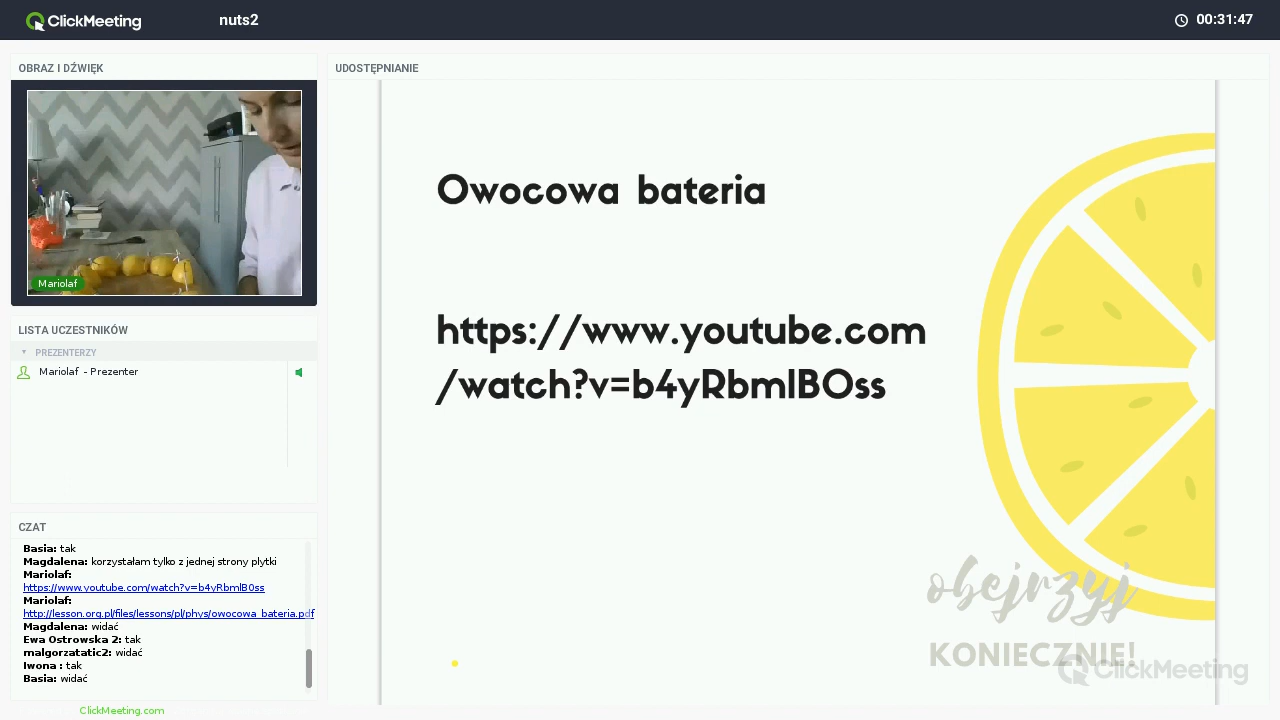 ClickMeeting
nuts2
00:31:47
OBRAZ I DŹWIĘK
Mariolaf
LISTA UCZESTNIKÓW
PREZENTERZY
Mariolaf - Prezenter
CZAT
Basia: tak
Magdalena: korzystałam tylko z jednej strony plytki
Mariolaf:
https://www.youtube.com/watch?v=b4yRbmlB0ss
Mariolaf:
http://lesson.org.pl/files/lessons/pl/phys/owocowa_bateria.pdf
Magdalena: widać
Ewa Ostrowska 2: tak
malgorzatatic2: widać
Iwona : tak
Basia: widać
ClickMeeting.com
UDOSTĘPNIANIE
Owocowa bateria
https://www.youtube.com
/watch?v=b4yRbmlB0ss
obejrzyj
KONIECZNIE!
ClickMeeting